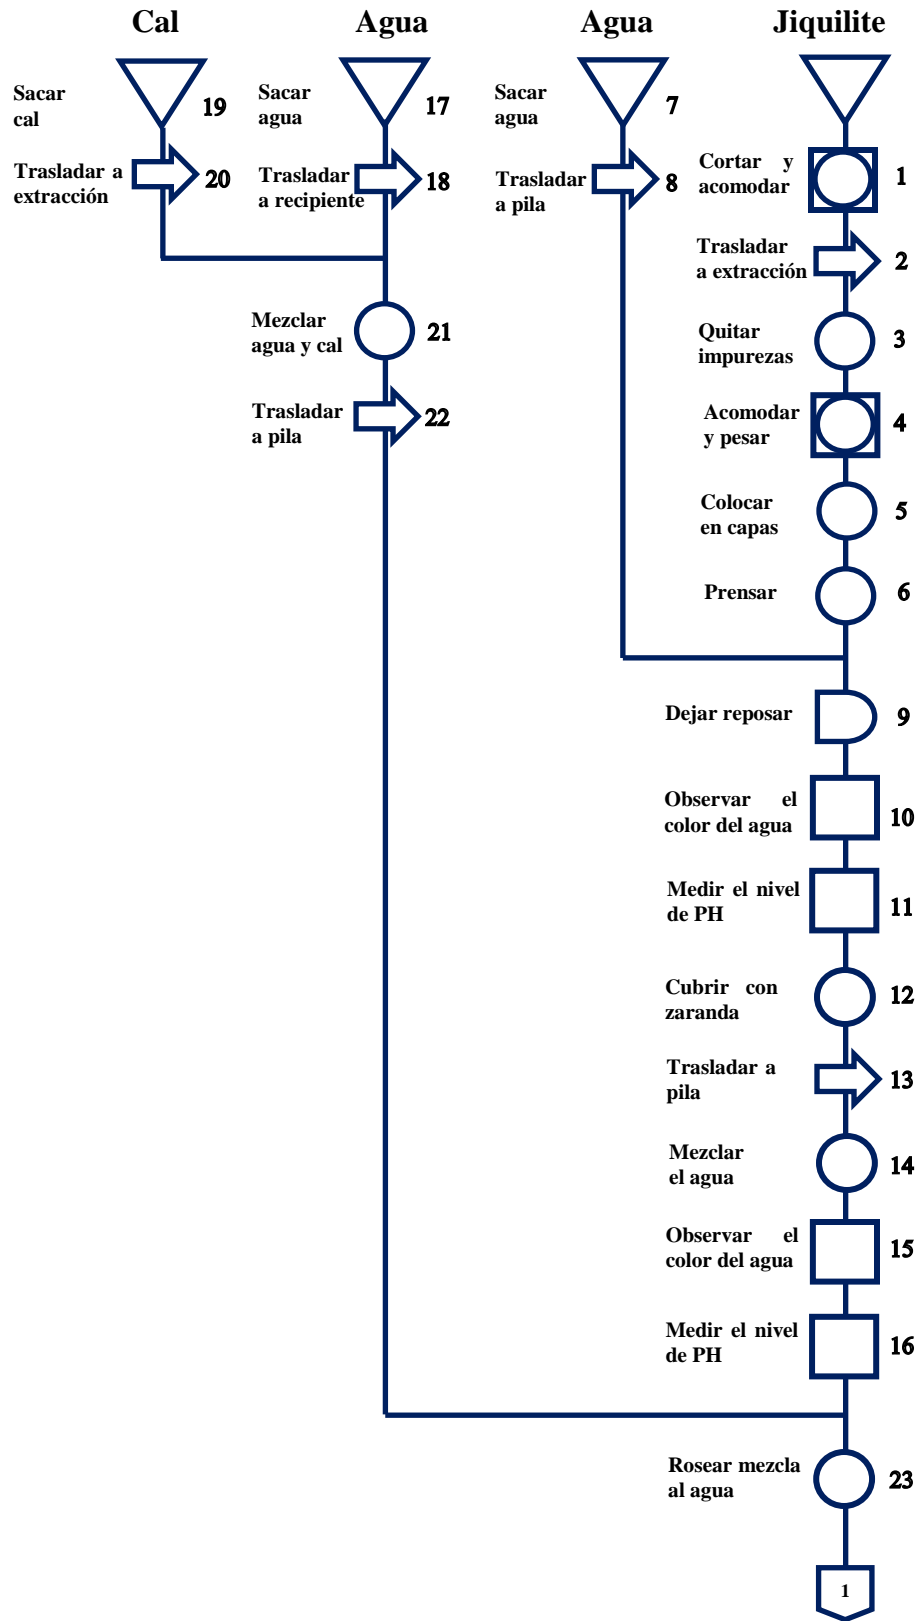 Cal
Agua
Agua
Jiquilite
Sacar
cal
19
Sacar
agua
17
Sacar
agua
7
Trasladar a
extracción
20
Trasladar
a recipiente
18
Trasladar
a pila
8
Cortar y
acomodar
1
Trasladar
a extracción
2
Mezclar
agua y cal
21
Quitar
impurezas
3
Trasladar
a pila
22
Acomodar
y pesar
4
Colocar
en capas
5
Prensar
6
Dejar reposar
9
Observar el
color del agua
10
Medir el nivel
de PH
11
Cubrir con
zaranda
12
Trasladar a
pila
13
Mezclar
el agua
14
Observar el
color del agua
15
Medir el nivel
de PH
16
Rosear mezcla
al agua
23
1